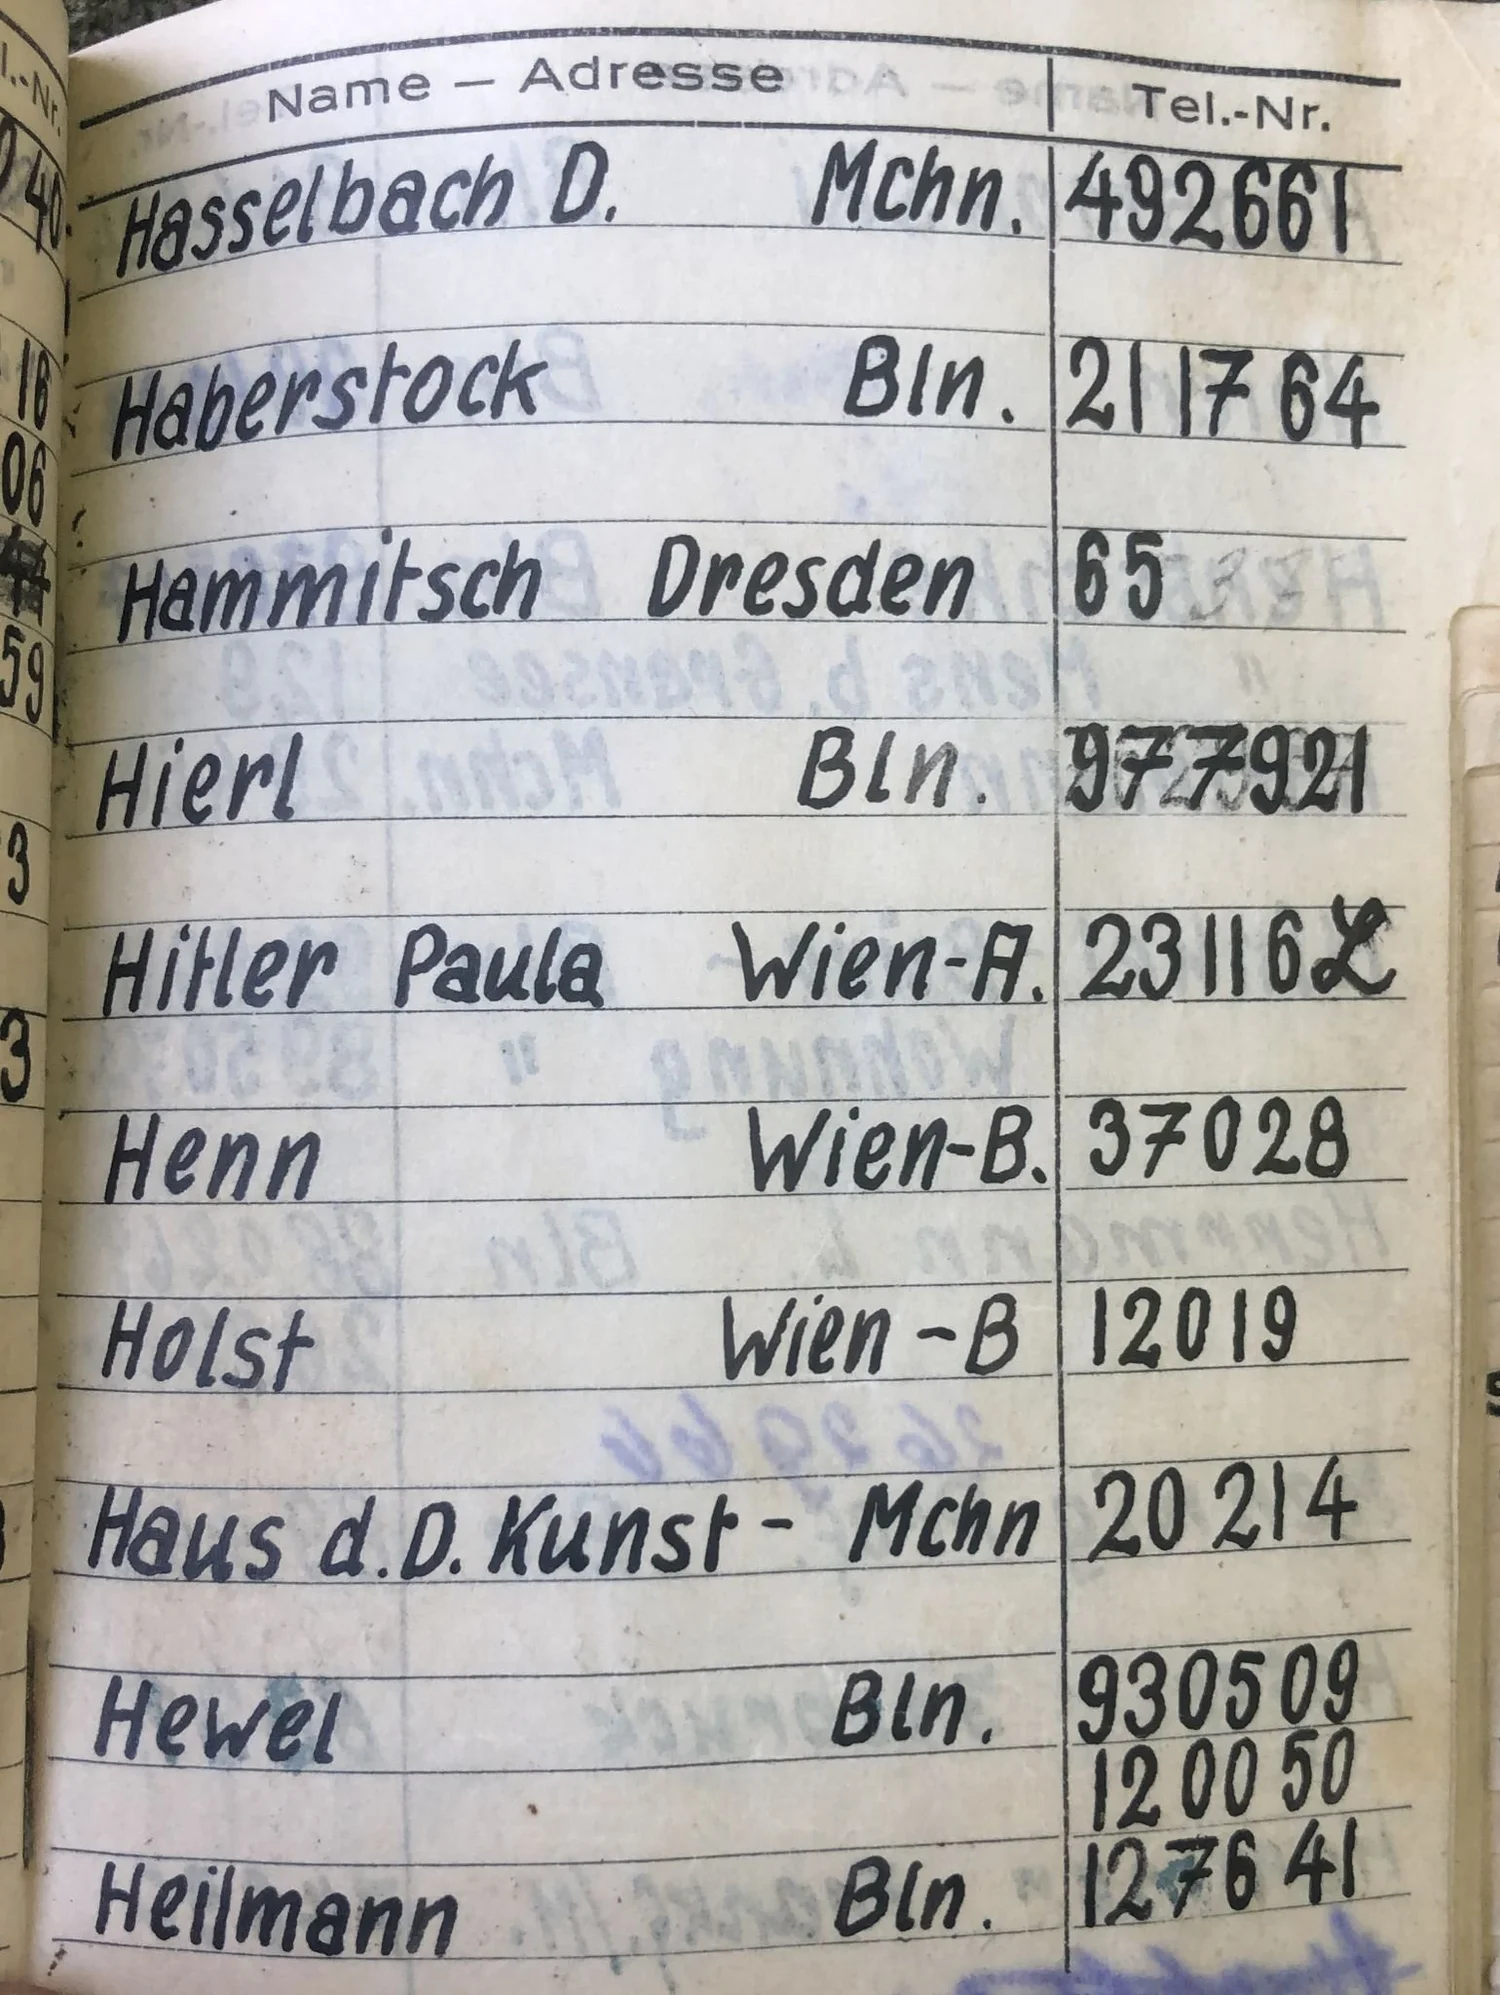 Name – Adresse Tel.-Nr.
Hasselbach D. Mchn. 492661
Haberstock Bln. 211764
Hammitsch Dresden 65
Hierl Bln. 977921
Hitler Paula Wien-A. 23116
Henn Wien-B. 37028
Holst Wien-B 12019
Haus d. D. Kunst - Mchn 20214
Hewel Bln. 930509
120050
Heilmann Bln. 127641